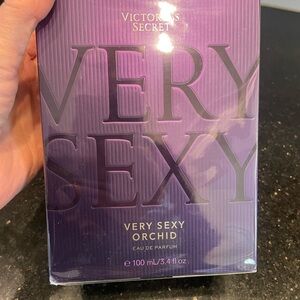 VICTORIA'S
SECRET
VERY
SEXY
VERY SEXY
ORCHID
EAU DE PARFUM
℮ 100 mL/3.4 fl oz